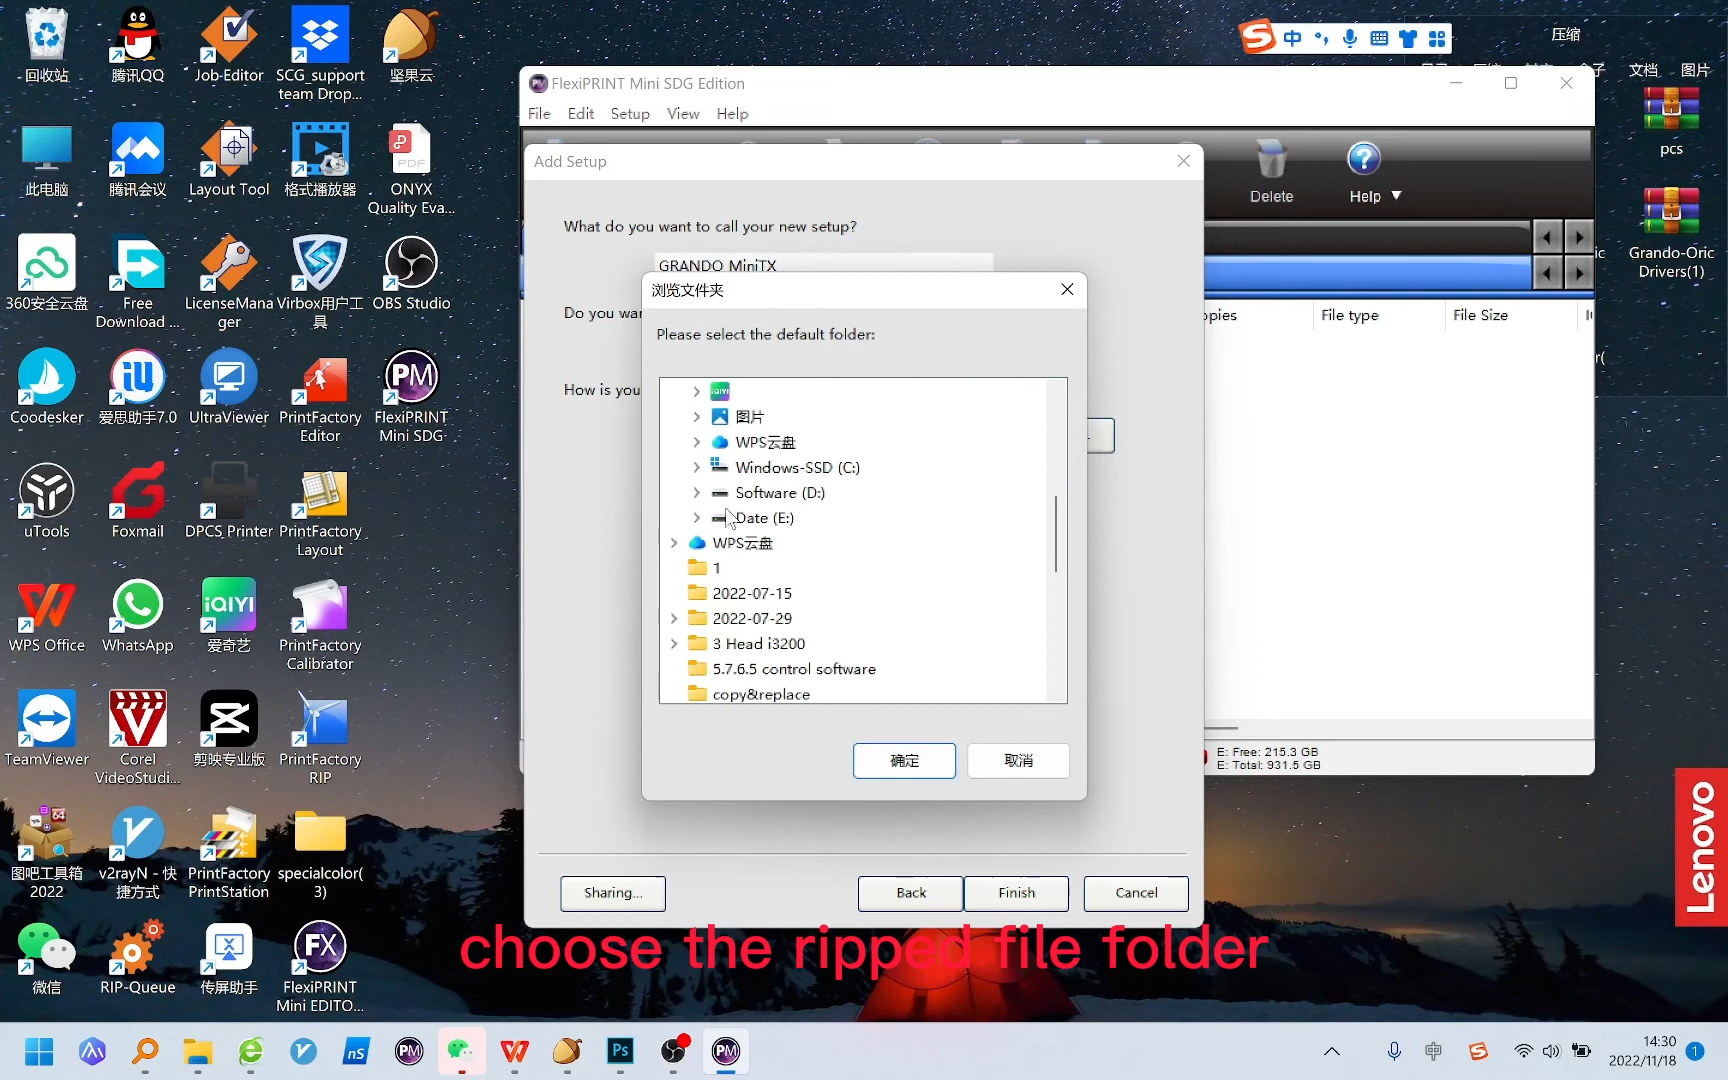 回收站
腾讯QQ
Job-Editor
SCG_support
team Drop...
坚果云
中
压缩
文档
图片
此电脑
腾讯会议
Layout Tool
格式播放器
ONYX
Quality Eva...
PDF
pcs
360安全云盘
Free
Download ...
LicenseMana
ger
Virbox用户工
具
OBS Studio
Grando-Oric
Drivers(1)
Coodesker
爱思助手7.0
UltraViewer
PrintFactory
Editor
FlexiPRINT
Mini SDG
PM
uTools
Foxmail
DPCS_Printer
PrintFactory
Layout
WPS Office
WhatsApp
iQIYI
爱奇艺
PrintFactory
Calibrator
TeamViewer
Corel
VideoStudi...
剪映专业版
PrintFactory
RIP
图吧工具箱
2022
64
v2rayN - 快
捷方式
PrintFactory
PrintStation
specialcolor(
3)
微信
RIP-Queue
传屏助手
FX
FlexiPRINT
Mini EDITO...
FlexiPRINT Mini SDG Edition
File Edit Setup View Help
Delete
Help
opies
File type
File Size
E: Free: 215.3 GB
E: Total: 931.5 GB
Add Setup
What do you want to call your new setup?
GRANDO MiniTX
Do you wan
How is you
浏览文件夹
Please select the default folder:
图片
WPS云盘
Windows-SSD (C:)
Software (D:)
Date (E:)
WPS云盘
1
2022-07-15
2022-07-29
3 Head i3200
5.7.6.5 control software
copy&replace
确定
取消
Sharing...
Back
Finish
Cancel
choose the ripped file folder
Lenovo
nS
PM
Ps
PM
中
14:30
2022/11/18
1